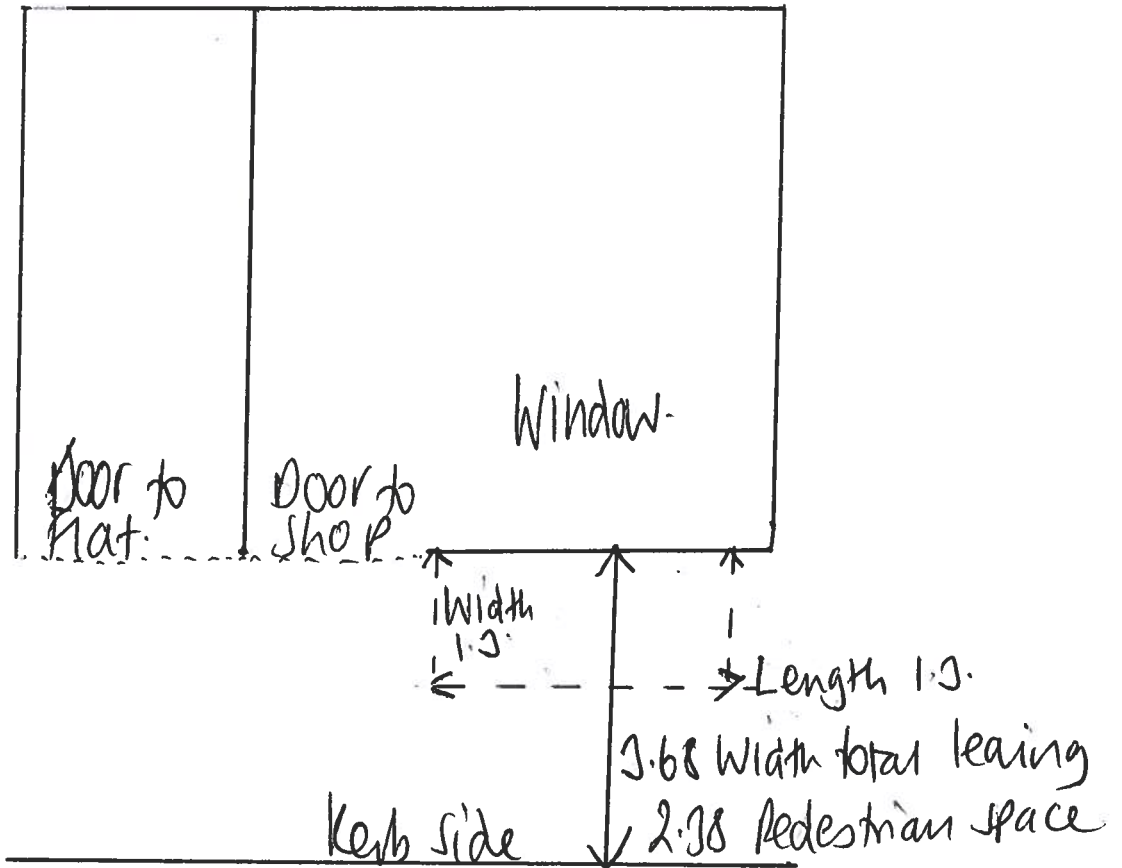 Window.
Door to
Flat.
Door to
Shop
Width
1.3.
Length 1.3.
3.68 Width total leaving
2.38 Pedestrian space
Kerb side